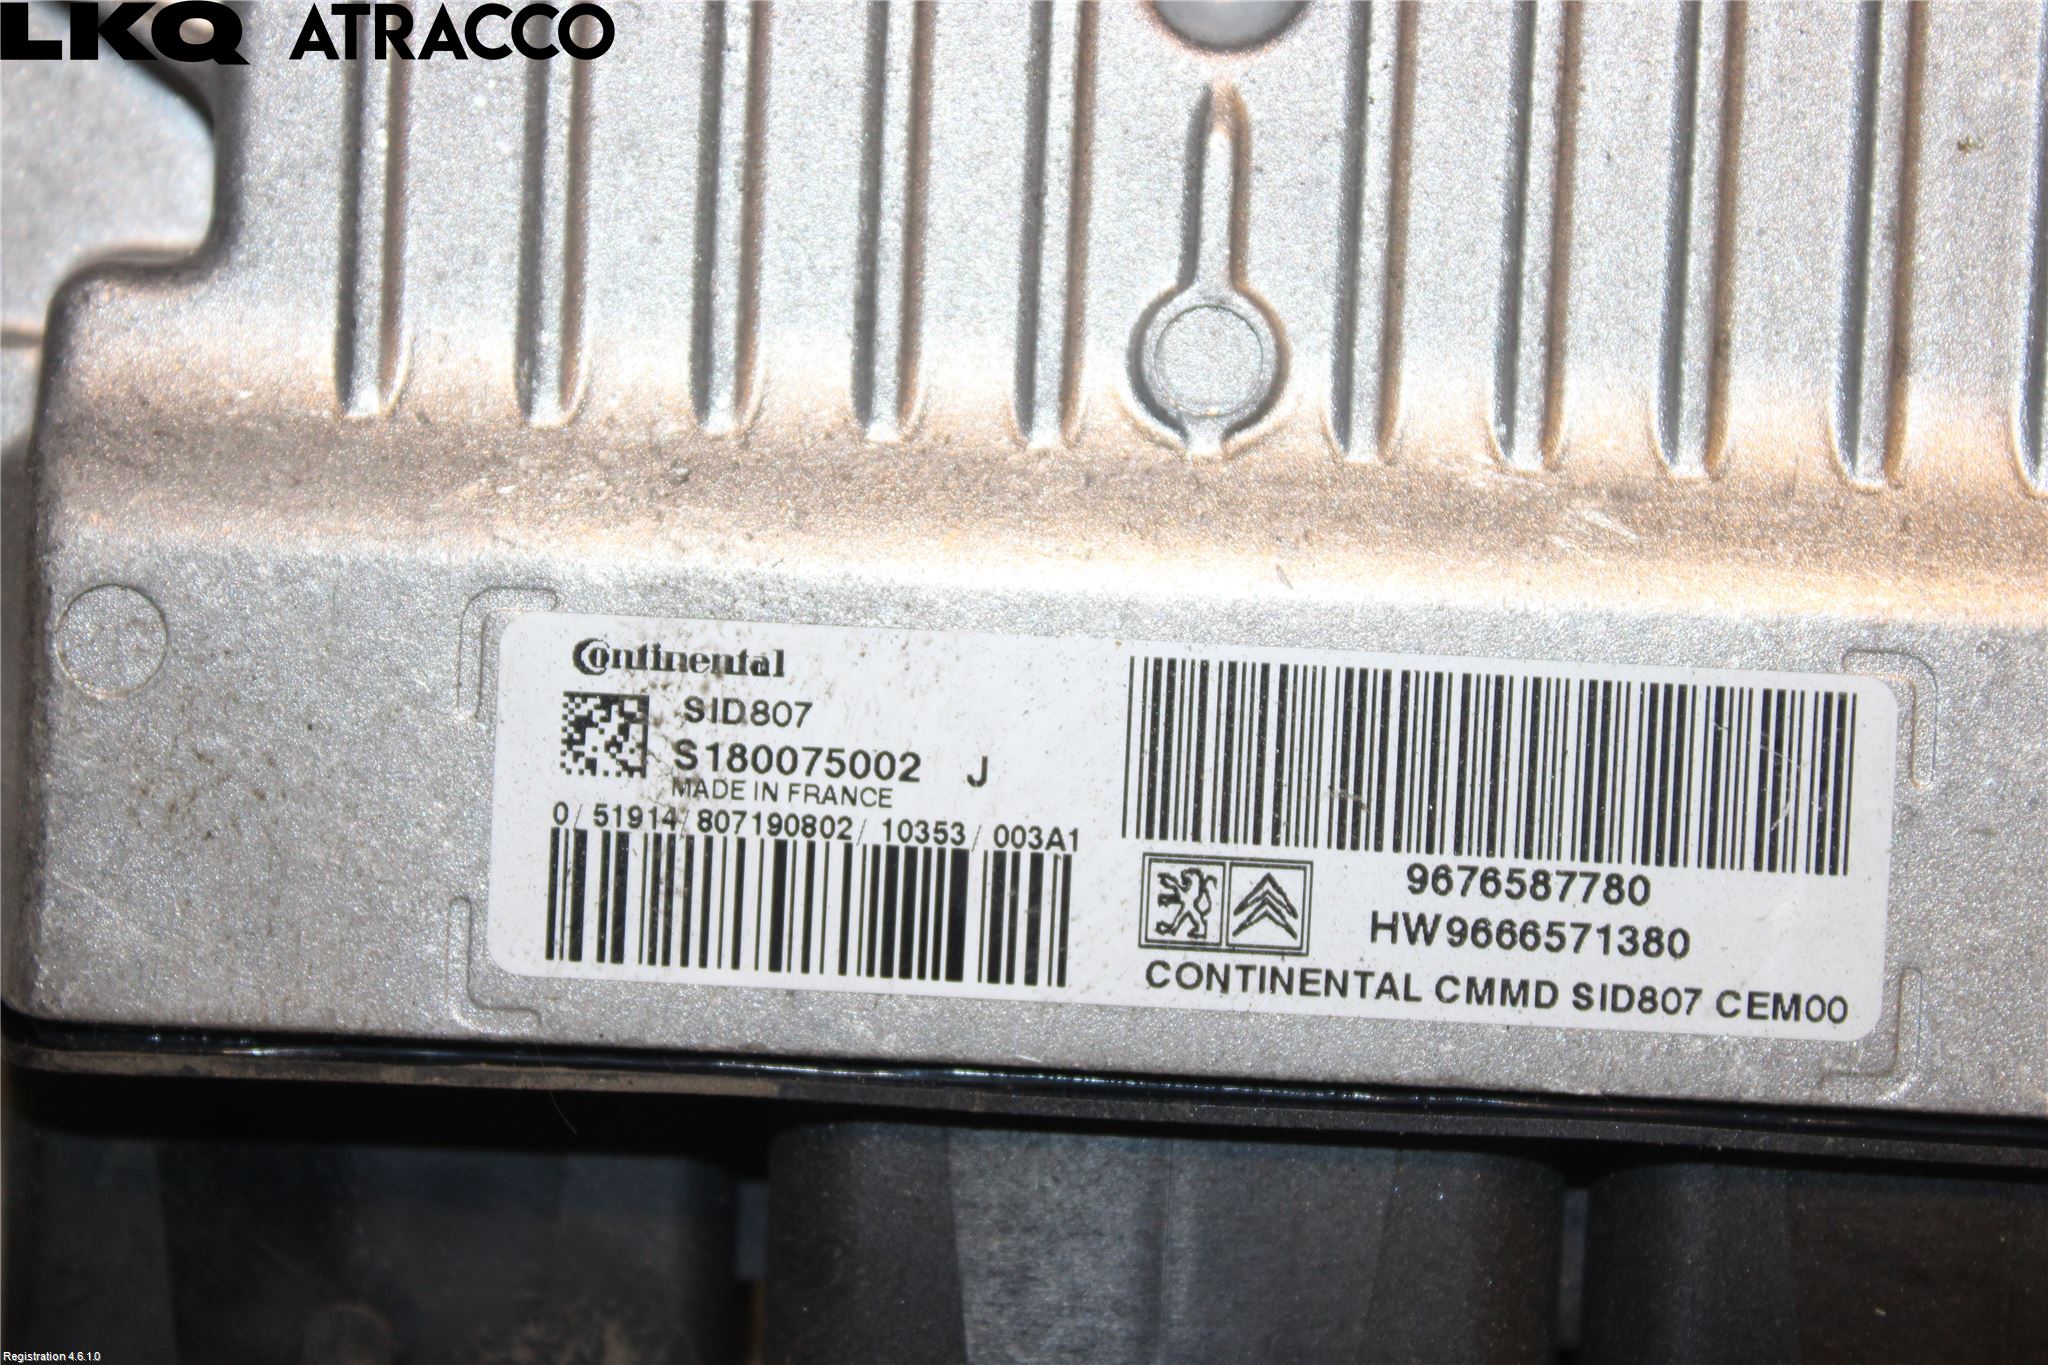 LKQ ATRACCO
Continental
SID807
S180075002 J
MADE IN FRANCE
0/ 51914/ 807190802/ 10353/ 003A1
9676587780
HW9666571380
CONTINENTAL CMMD SID807 CEM00
Registration 4.6.1.0